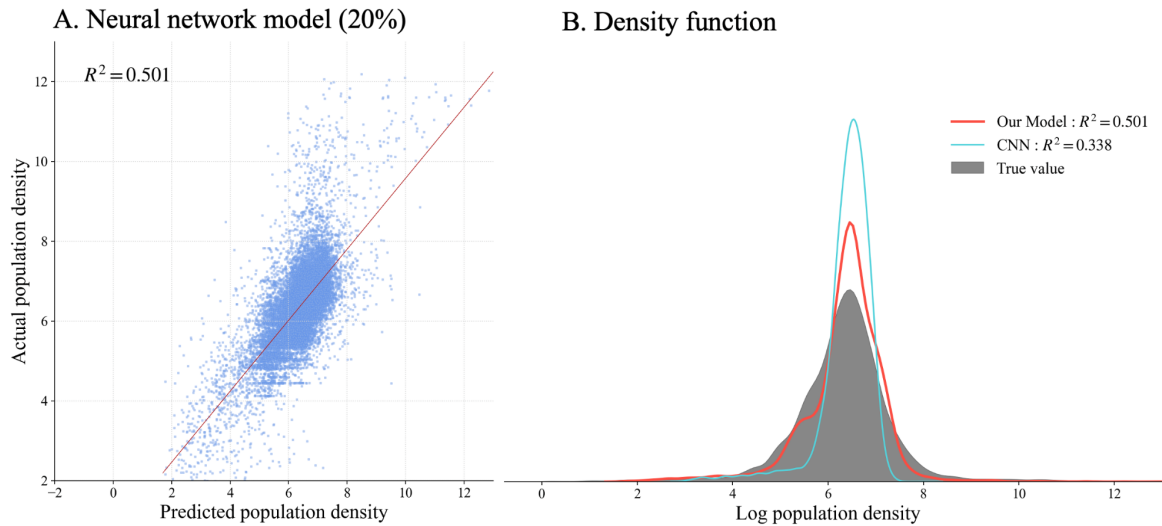 A. Neural network model (20%)
R² = 0.501
12
10
8
6
4
2
−2
0
2
4
6
8
10
12
Actual population density
Predicted population density
B. Density function
Our Model : R² = 0.501
CNN : R² = 0.338
True value
0
2
4
6
8
10
12
Log population density